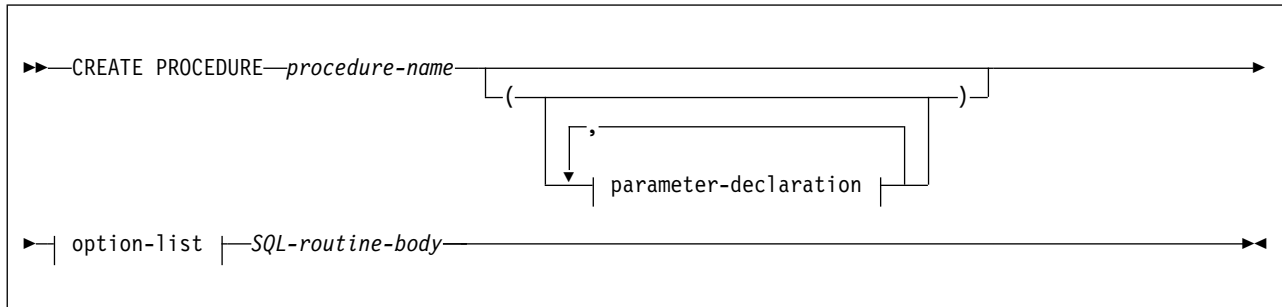 CREATE PROCEDURE procedure-name
( )
,
parameter-declaration
option-list SQL-routine-body